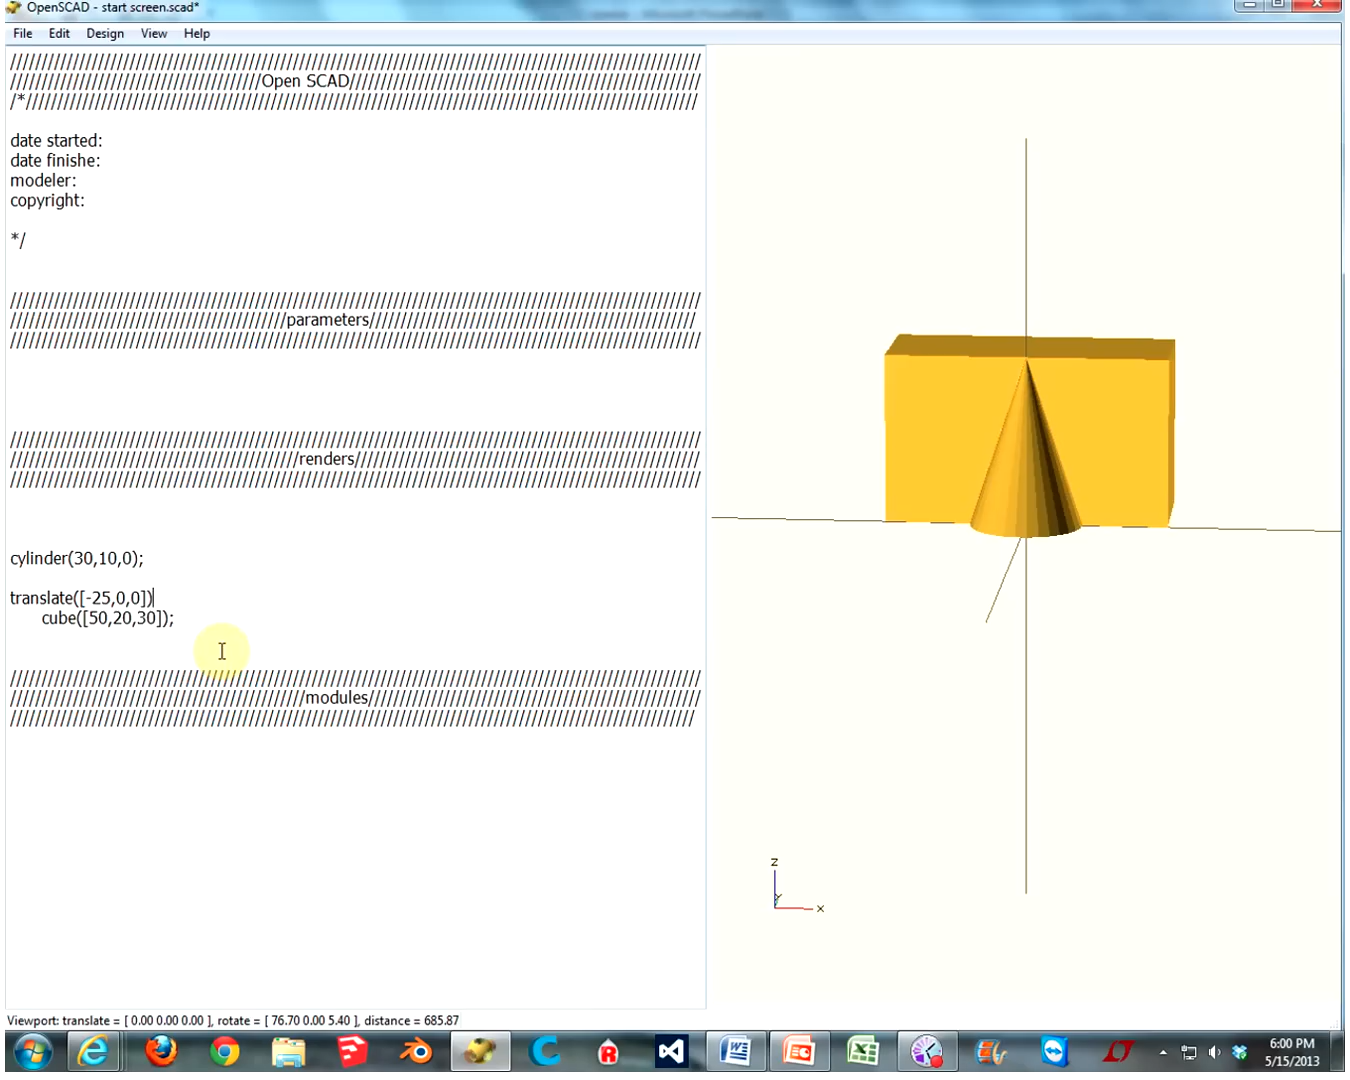 OpenSCAD - start screen.scad*
File Edit Design View Help
//////////////////////////////////////////////////////////////////////////////////////////////////////////////
////////////////////////////////////////Open SCAD////////////////////////////////////////////////////////
/*///////////////////////////////////////////////////////////////////////////////////////////////////////////
date started:
date finishe:
modeler:
copyright:
*/
//////////////////////////////////////////////////////////////////////////////////////////////////////////////
////////////////////////////////////////////parameters////////////////////////////////////////////////////
//////////////////////////////////////////////////////////////////////////////////////////////////////////////
//////////////////////////////////////////////////////////////////////////////////////////////////////////////
//////////////////////////////////////////////renders///////////////////////////////////////////////////////
//////////////////////////////////////////////////////////////////////////////////////////////////////////////
cylinder(30,10,0);
translate([-25,0,0])
cube([50,20,30]);
//////////////////////////////////////////////////////////////////////////////////////////////////////////////
///////////////////////////////////////////////modules/////////////////////////////////////////////////////
/////////////////////////////////////////////////////////////////////////////////////////////////////////////
z
Y
x
Viewport: translate = [ 0.00 0.00 0.00 ], rotate = [ 76.70 0.00 5.40 ], distance = 685.87
6:00 PM
5/15/2013